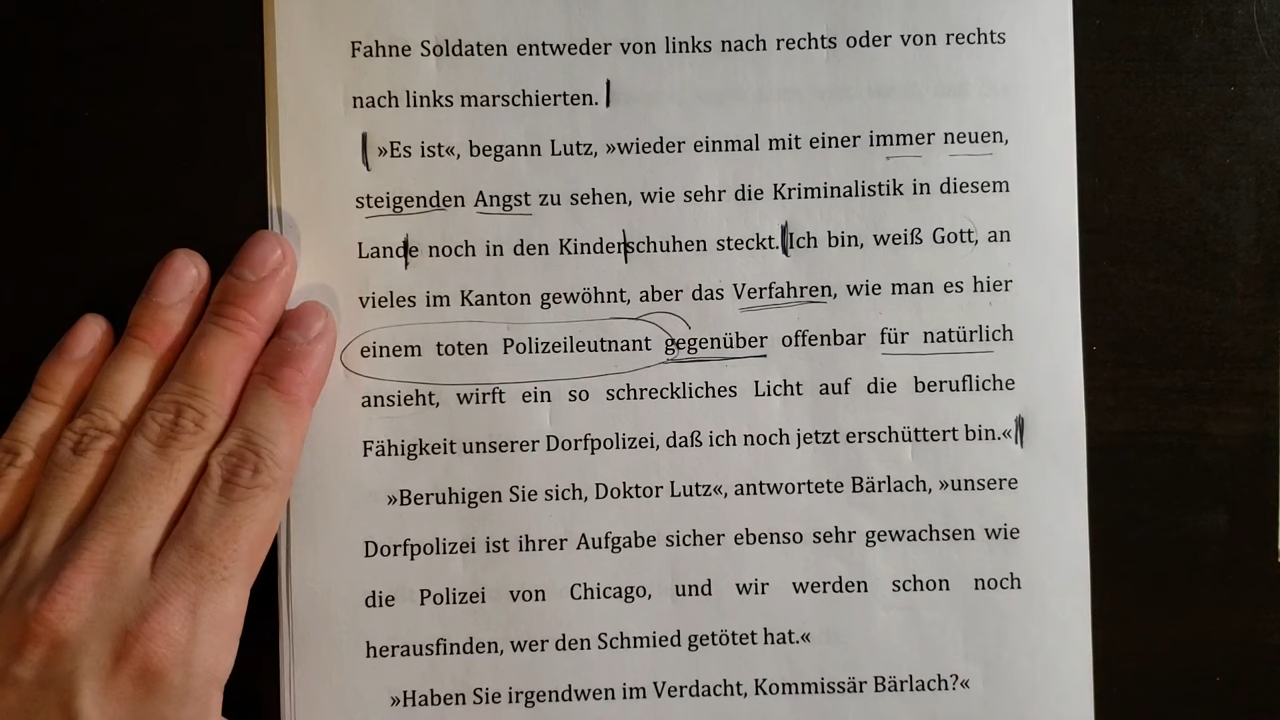 Fahne Soldaten entweder von links nach rechts oder von rechts
nach links marschierten.
»Es ist«, begann Lutz, »wieder einmal mit einer immer neuen,
steigenden Angst zu sehen, wie sehr die Kriminalistik in diesem
Lande noch in den Kinderschuhen steckt. Ich bin, weiß Gott, an
vieles im Kanton gewöhnt, aber das Verfahren, wie man es hier
einem toten Polizeileutnant gegenüber offenbar für natürlich
ansieht, wirft ein so schreckliches Licht auf die berufliche
Fähigkeit unserer Dorfpolizei, daß ich noch jetzt erschüttert bin.«
»Beruhigen Sie sich, Doktor Lutz«, antwortete Bärlach, »unsere
Dorfpolizei ist ihrer Aufgabe sicher ebenso sehr gewachsen wie
die Polizei von Chicago, und wir werden schon noch
herausfinden, wer den Schmied getötet hat.«
»Haben Sie irgendwen im Verdacht, Kommissär Bärlach?«